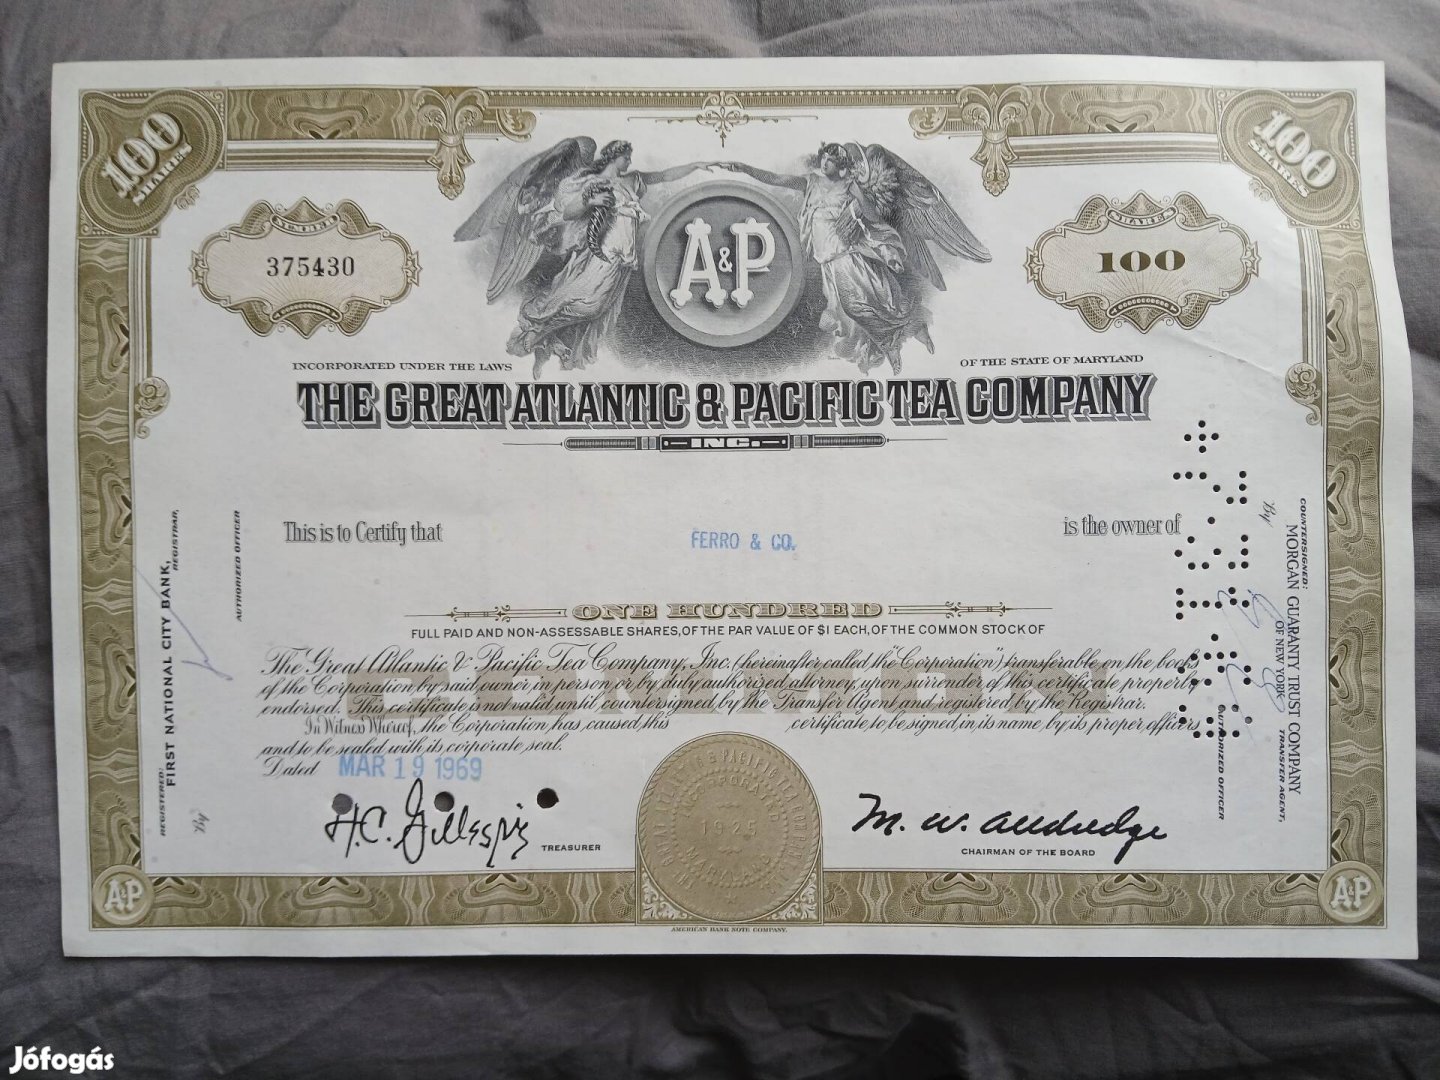 100
SHARES
100
SHARES
NUMBER
375430
A&P
SHARES
100
INCORPORATED UNDER THE LAWS
OF THE STATE OF MARYLAND
THE GREAT ATLANTIC & PACIFIC TEA COMPANY
INC.
This is to Certify that
FERRO & CO.
is the owner of
ONE HUNDRED
FULL PAID AND NON-ASSESSABLE SHARES, OF THE PAR VALUE OF $1 EACH, OF THE COMMON STOCK OF
The Great Atlantic & Pacific Tea Company, Inc. (hereinafter called the "Corporation") transferable on the books
of the Corporation by said owner in person or by duly authorized attorney, upon surrender of this certificate properly
endorsed. This certificate is not valid until countersigned by the Transfer Agent and registered by the Registrar.
In Witness Whereof, the Corporation has caused this certificate to be signed in its name by its proper officers
and to be sealed with its corporate seal.
Dated MAR 19 1969
H.C. Gillespie
TREASURER
M. W. Alldredge
CHAIRMAN OF THE BOARD
INCORPORATED
1925
MARYLAND
REGISTERED:
FIRST NATIONAL CITY BANK,
REGISTRAR,
By
AUTHORIZED OFFICER
COUNTERSIGNED:
MORGAN GUARANTY TRUST COMPANY
OF NEW YORK
TRANSFER AGENT,
By
AUTHORIZED OFFICER
A&P
A&P
AMERICAN BANK NOTE COMPANY.
Jófogás